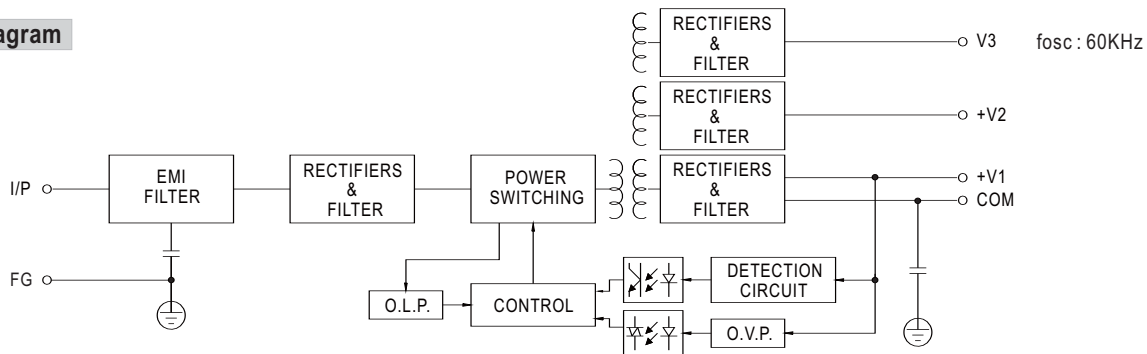 agram
RECTIFIERS
&
FILTER
V3
fosc : 60KHz
RECTIFIERS
&
FILTER
+V2
I/P
EMI
FILTER
RECTIFIERS
&
FILTER
POWER
SWITCHING
RECTIFIERS
&
FILTER
+V1
COM
FG
O.L.P.
CONTROL
DETECTION
CIRCUIT
O.V.P.